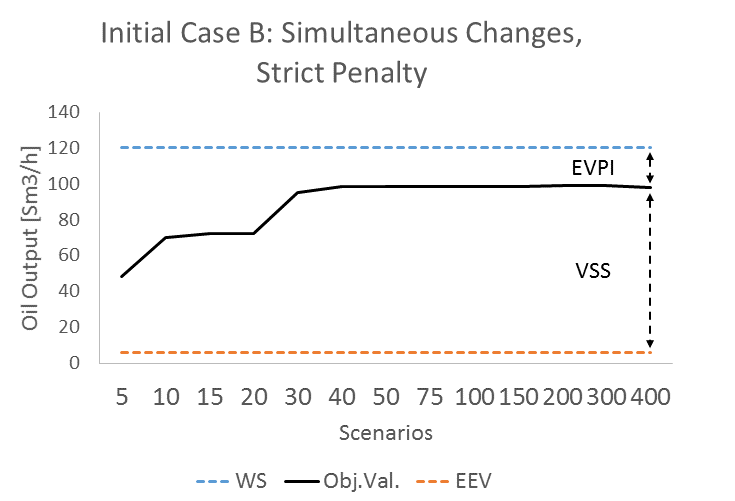 Initial Case B: Simultaneous Changes,
Strict Penalty
140
120
100
80
60
40
20
0
Oil Output [Sm3/h]
EVPI
VSS
5 10 15 20 30 40 50 75 100 150 200 300 400
Scenarios
WS Obj.Val. EEV